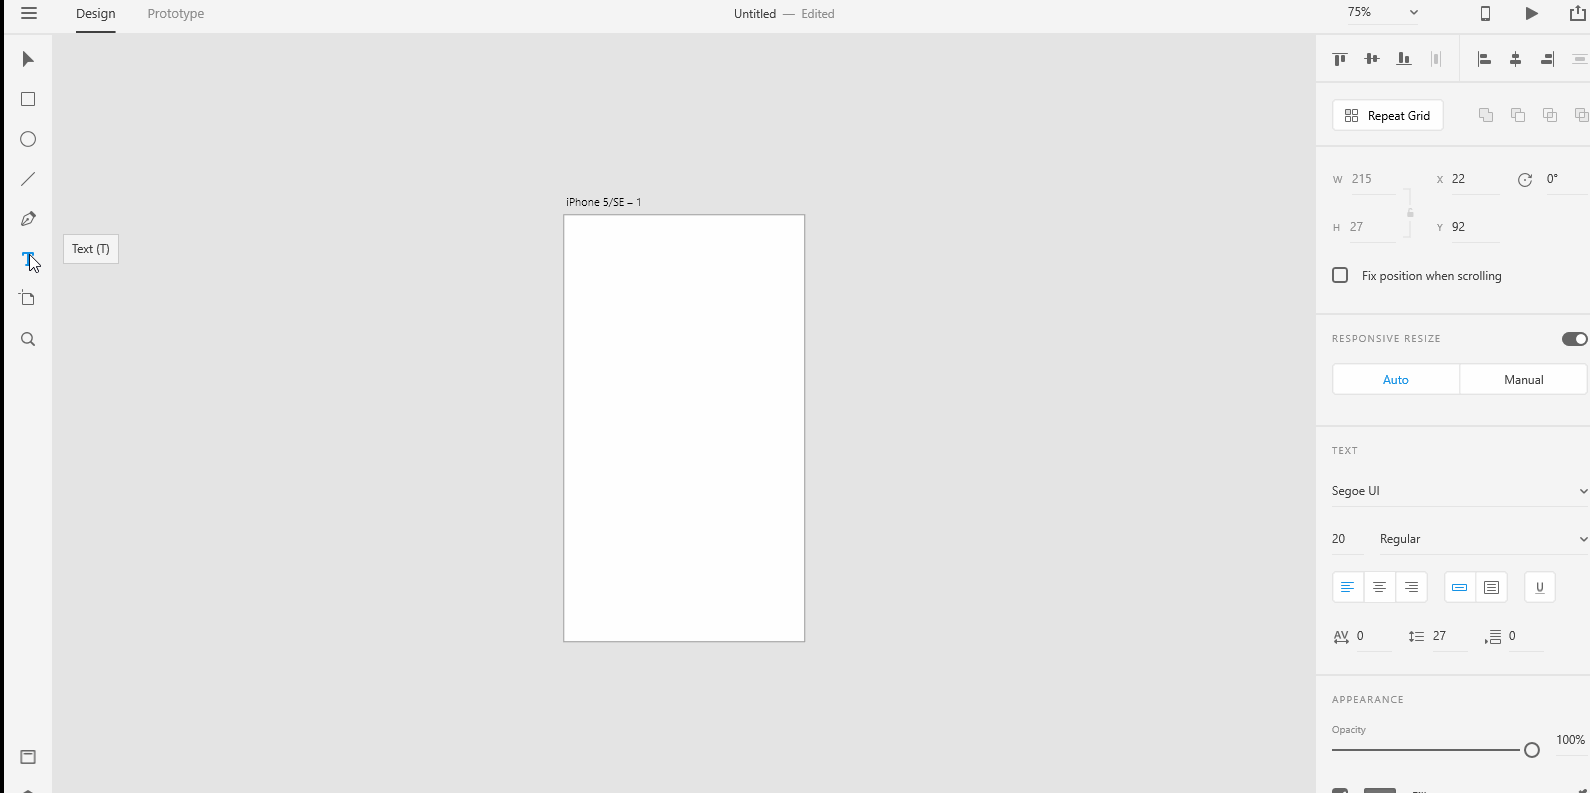 Design Prototype Untitled — Edited 75%
Repeat Grid
iPhone 5/SE – 1
Text (T)
W 215 X 22 0°
H 27 Y 92
Fix position when scrolling
RESPONSIVE RESIZE
Auto Manual
TEXT
Segoe UI
20 Regular
U
AV 0 27 0
APPEARANCE
Opacity
100%